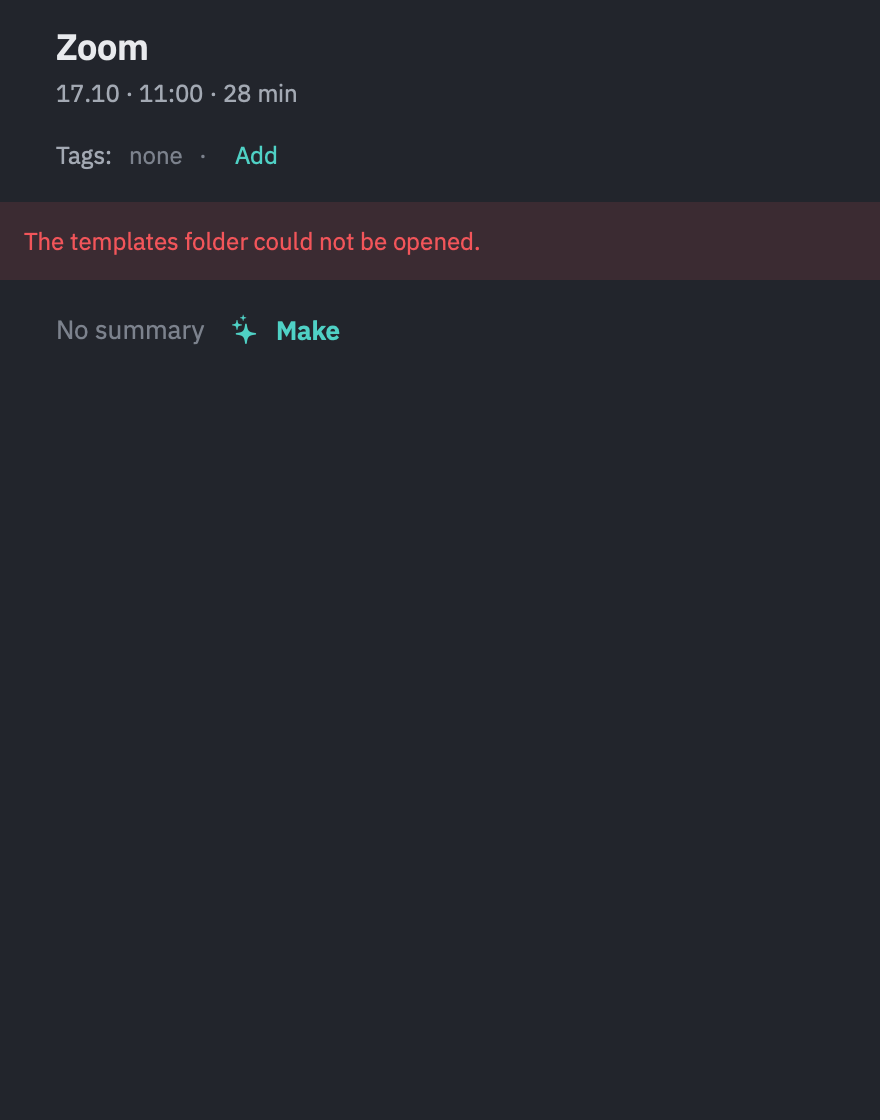 Zoom
17.10 · 11:00 · 28 min
Tags: none · Add
The templates folder could not be opened.
No summary Make